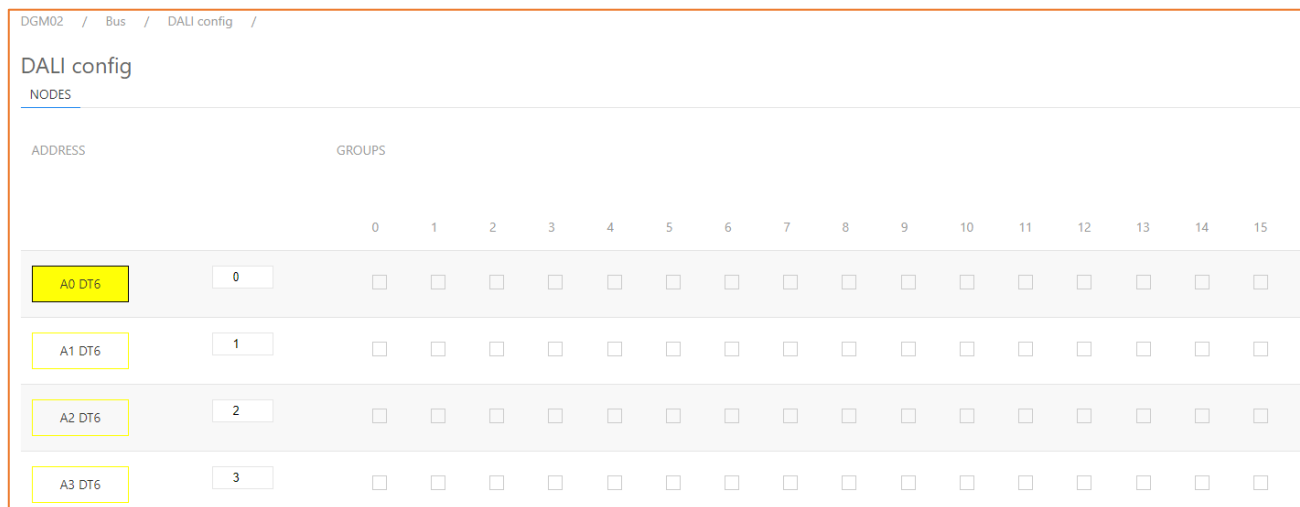 DGM02 / Bus / DALI config /
DALI config
NODES
ADDRESS GROUPS
0 1 2 3 4 5 6 7 8 9 10 11 12 13 14 15
A0 DT6 0
A1 DT6 1
A2 DT6 2
A3 DT6 3